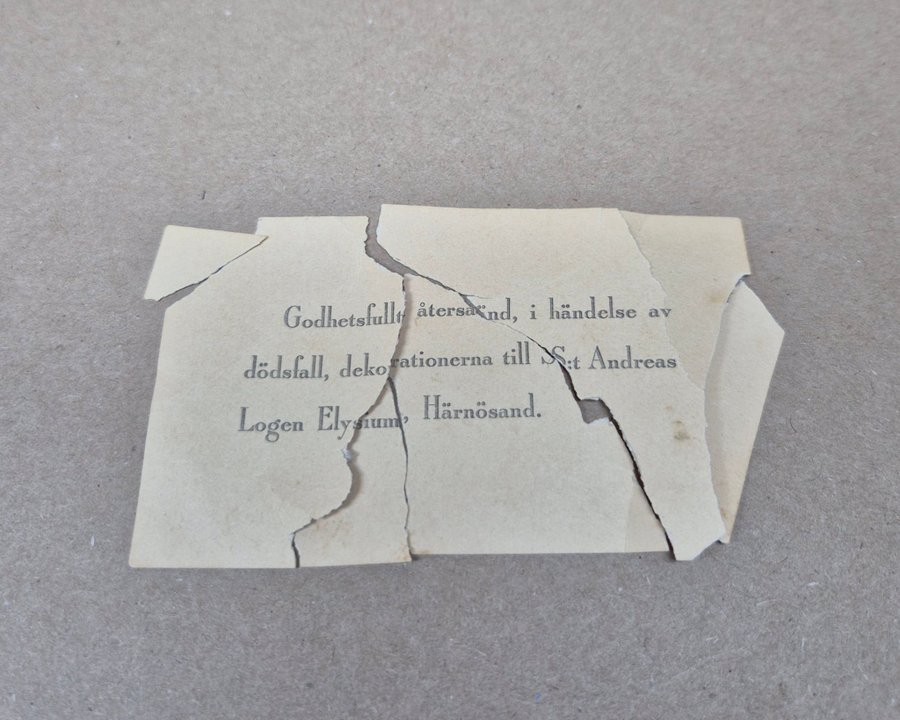 Godhetsfullt återsänd, i händelse av
dödsfall, dekorationerna till S:t Andreas
Logen Elysium, Härnösand.